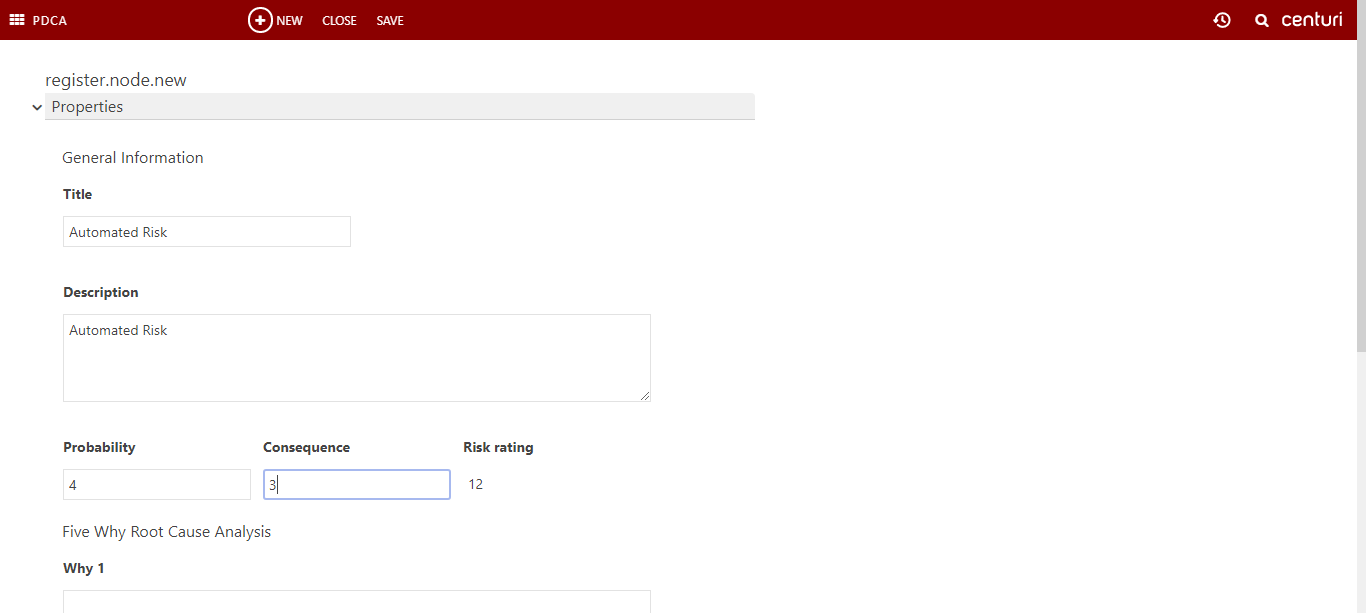 PDCA NEW CLOSE SAVE centuri
register.node.new
Properties
General Information
Title
Automated Risk
Description
Automated Risk
Probability Consequence Risk rating
4 3 12
Five Why Root Cause Analysis
Why 1